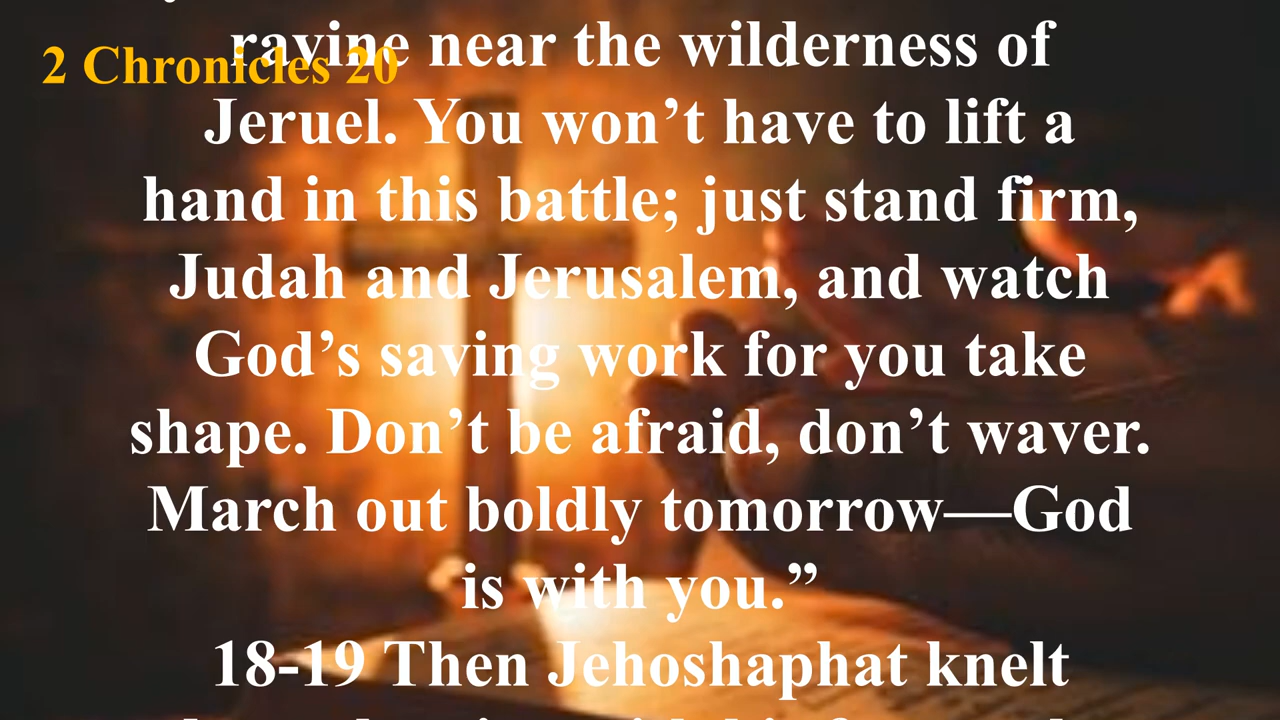 2 Chronicles 20
ravine near the wilderness of
Jeruel. You won’t have to lift a
hand in this battle; just stand firm,
Judah and Jerusalem, and watch
God’s saving work for you take
shape. Don’t be afraid, don’t waver.
March out boldly tomorrow—God
is with you.”
18-19 Then Jehoshaphat knelt